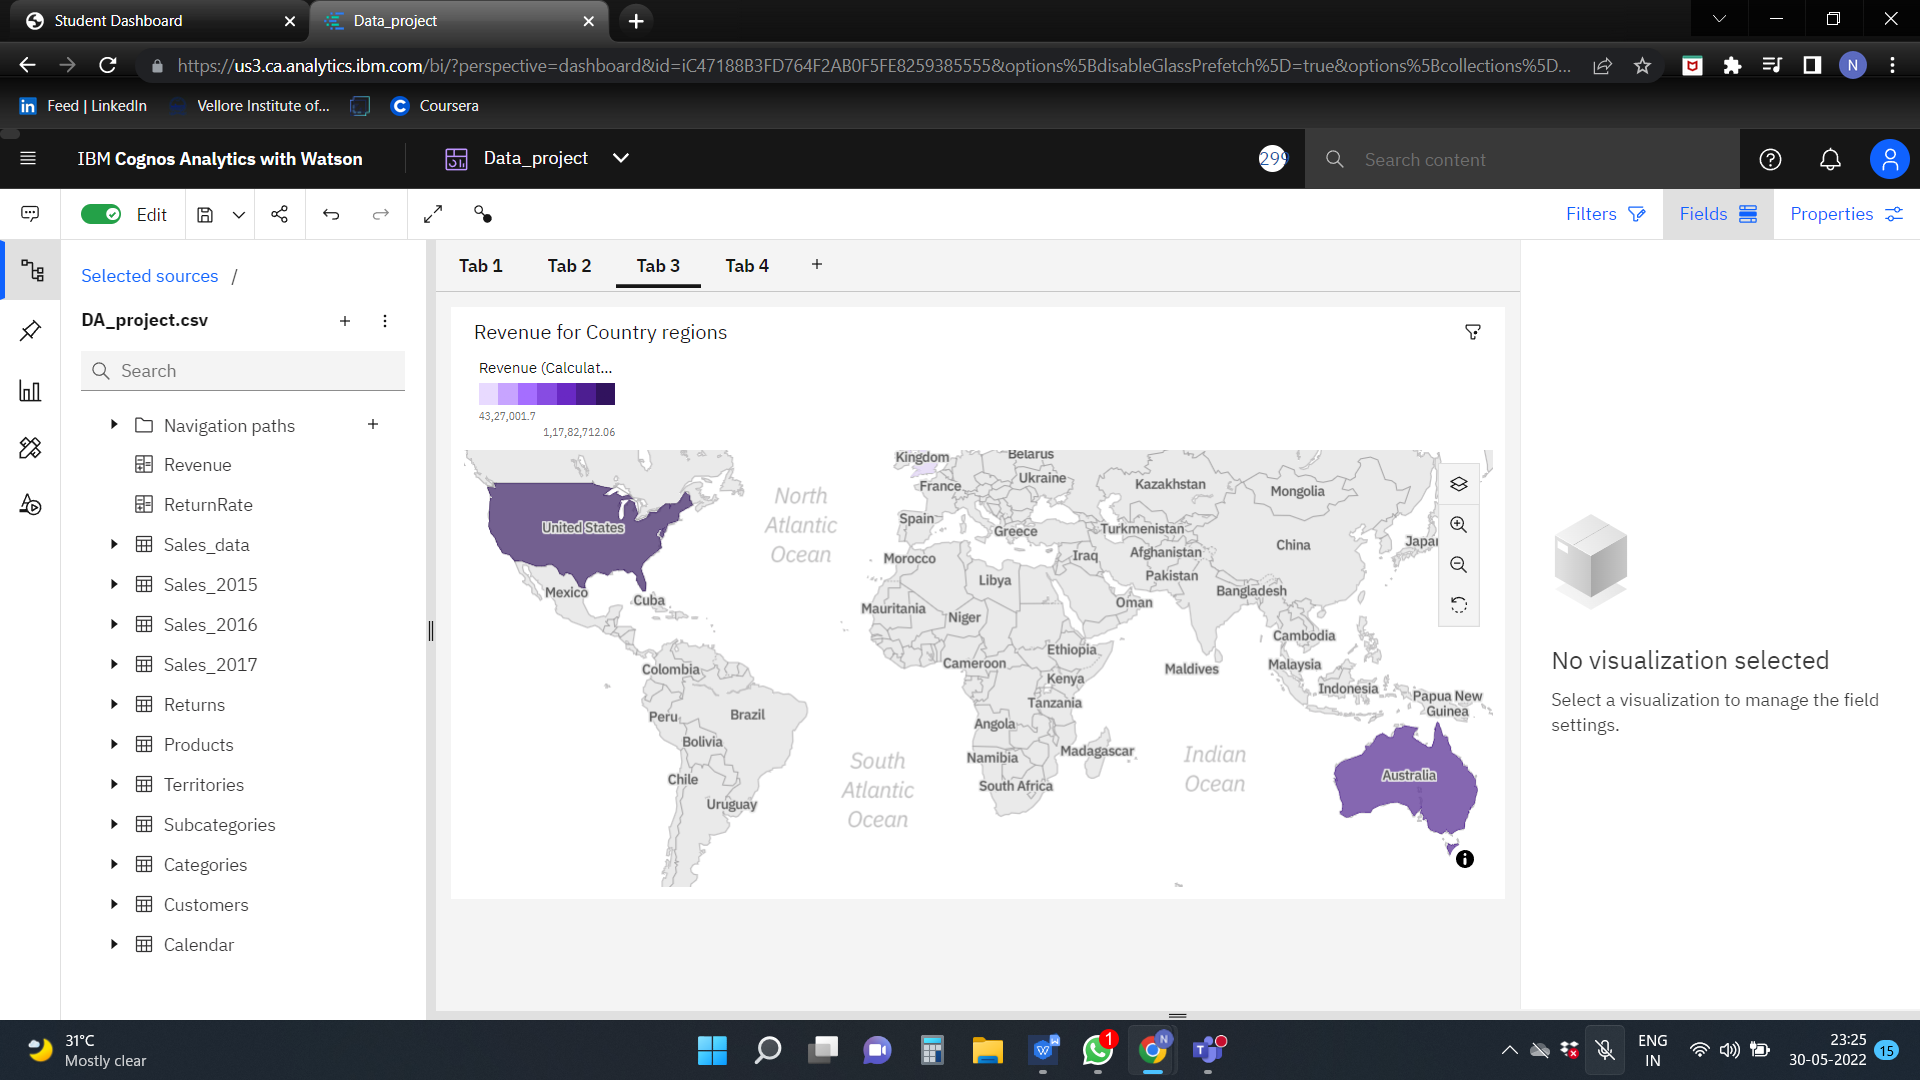 Student Dashboard
Data_project
https://us3.ca.analytics.ibm.com/bi/?perspective=dashboard&id=iC47188B3FD764F2AB0F5FE8259385555&options%5BdisableGlassPrefetch%5D=true&options%5Bcollections%5D...
N
Feed | LinkedIn
Vellore Institute of...
Coursera
IBM Cognos Analytics with Watson
Data_project
299
Search content
Edit
Filters
Fields
Properties
Selected sources /
DA_project.csv
Search
Navigation paths
Revenue
ReturnRate
Sales_data
Sales_2015
Sales_2016
Sales_2017
Returns
Products
Territories
Subcategories
Categories
Customers
Calendar
Tab 1
Tab 2
Tab 3
Tab 4
Revenue for Country regions
Revenue (Calculat...
43,27,001.7
1,17,82,712.06
Kingdom
Belarus
Ukraine
France
Kazakhstan
Mongolia
North
Atlantic
Ocean
United States
Spain
Greece
Turkmenistan
Japan
China
Morocco
Iraq
Afghanistan
Pakistan
Libya
Mexico
Cuba
Bangladesh
Oman
Mauritania
Niger
Cambodia
Ethiopia
Colombia
Cameroon
Maldives
Malaysia
Kenya
Indonesia
Papua New
Guinea
Tanzania
Peru
Brazil
Angola
Bolivia
Madagascar
Namibia
South
Atlantic
Ocean
Indian
Ocean
Chile
South Africa
Australia
Uruguay
No visualization selected
Select a visualization to manage the field
settings.
31°C
Mostly clear
W
W
1
N
T
ENG
IN
23:25
30-05-2022
15